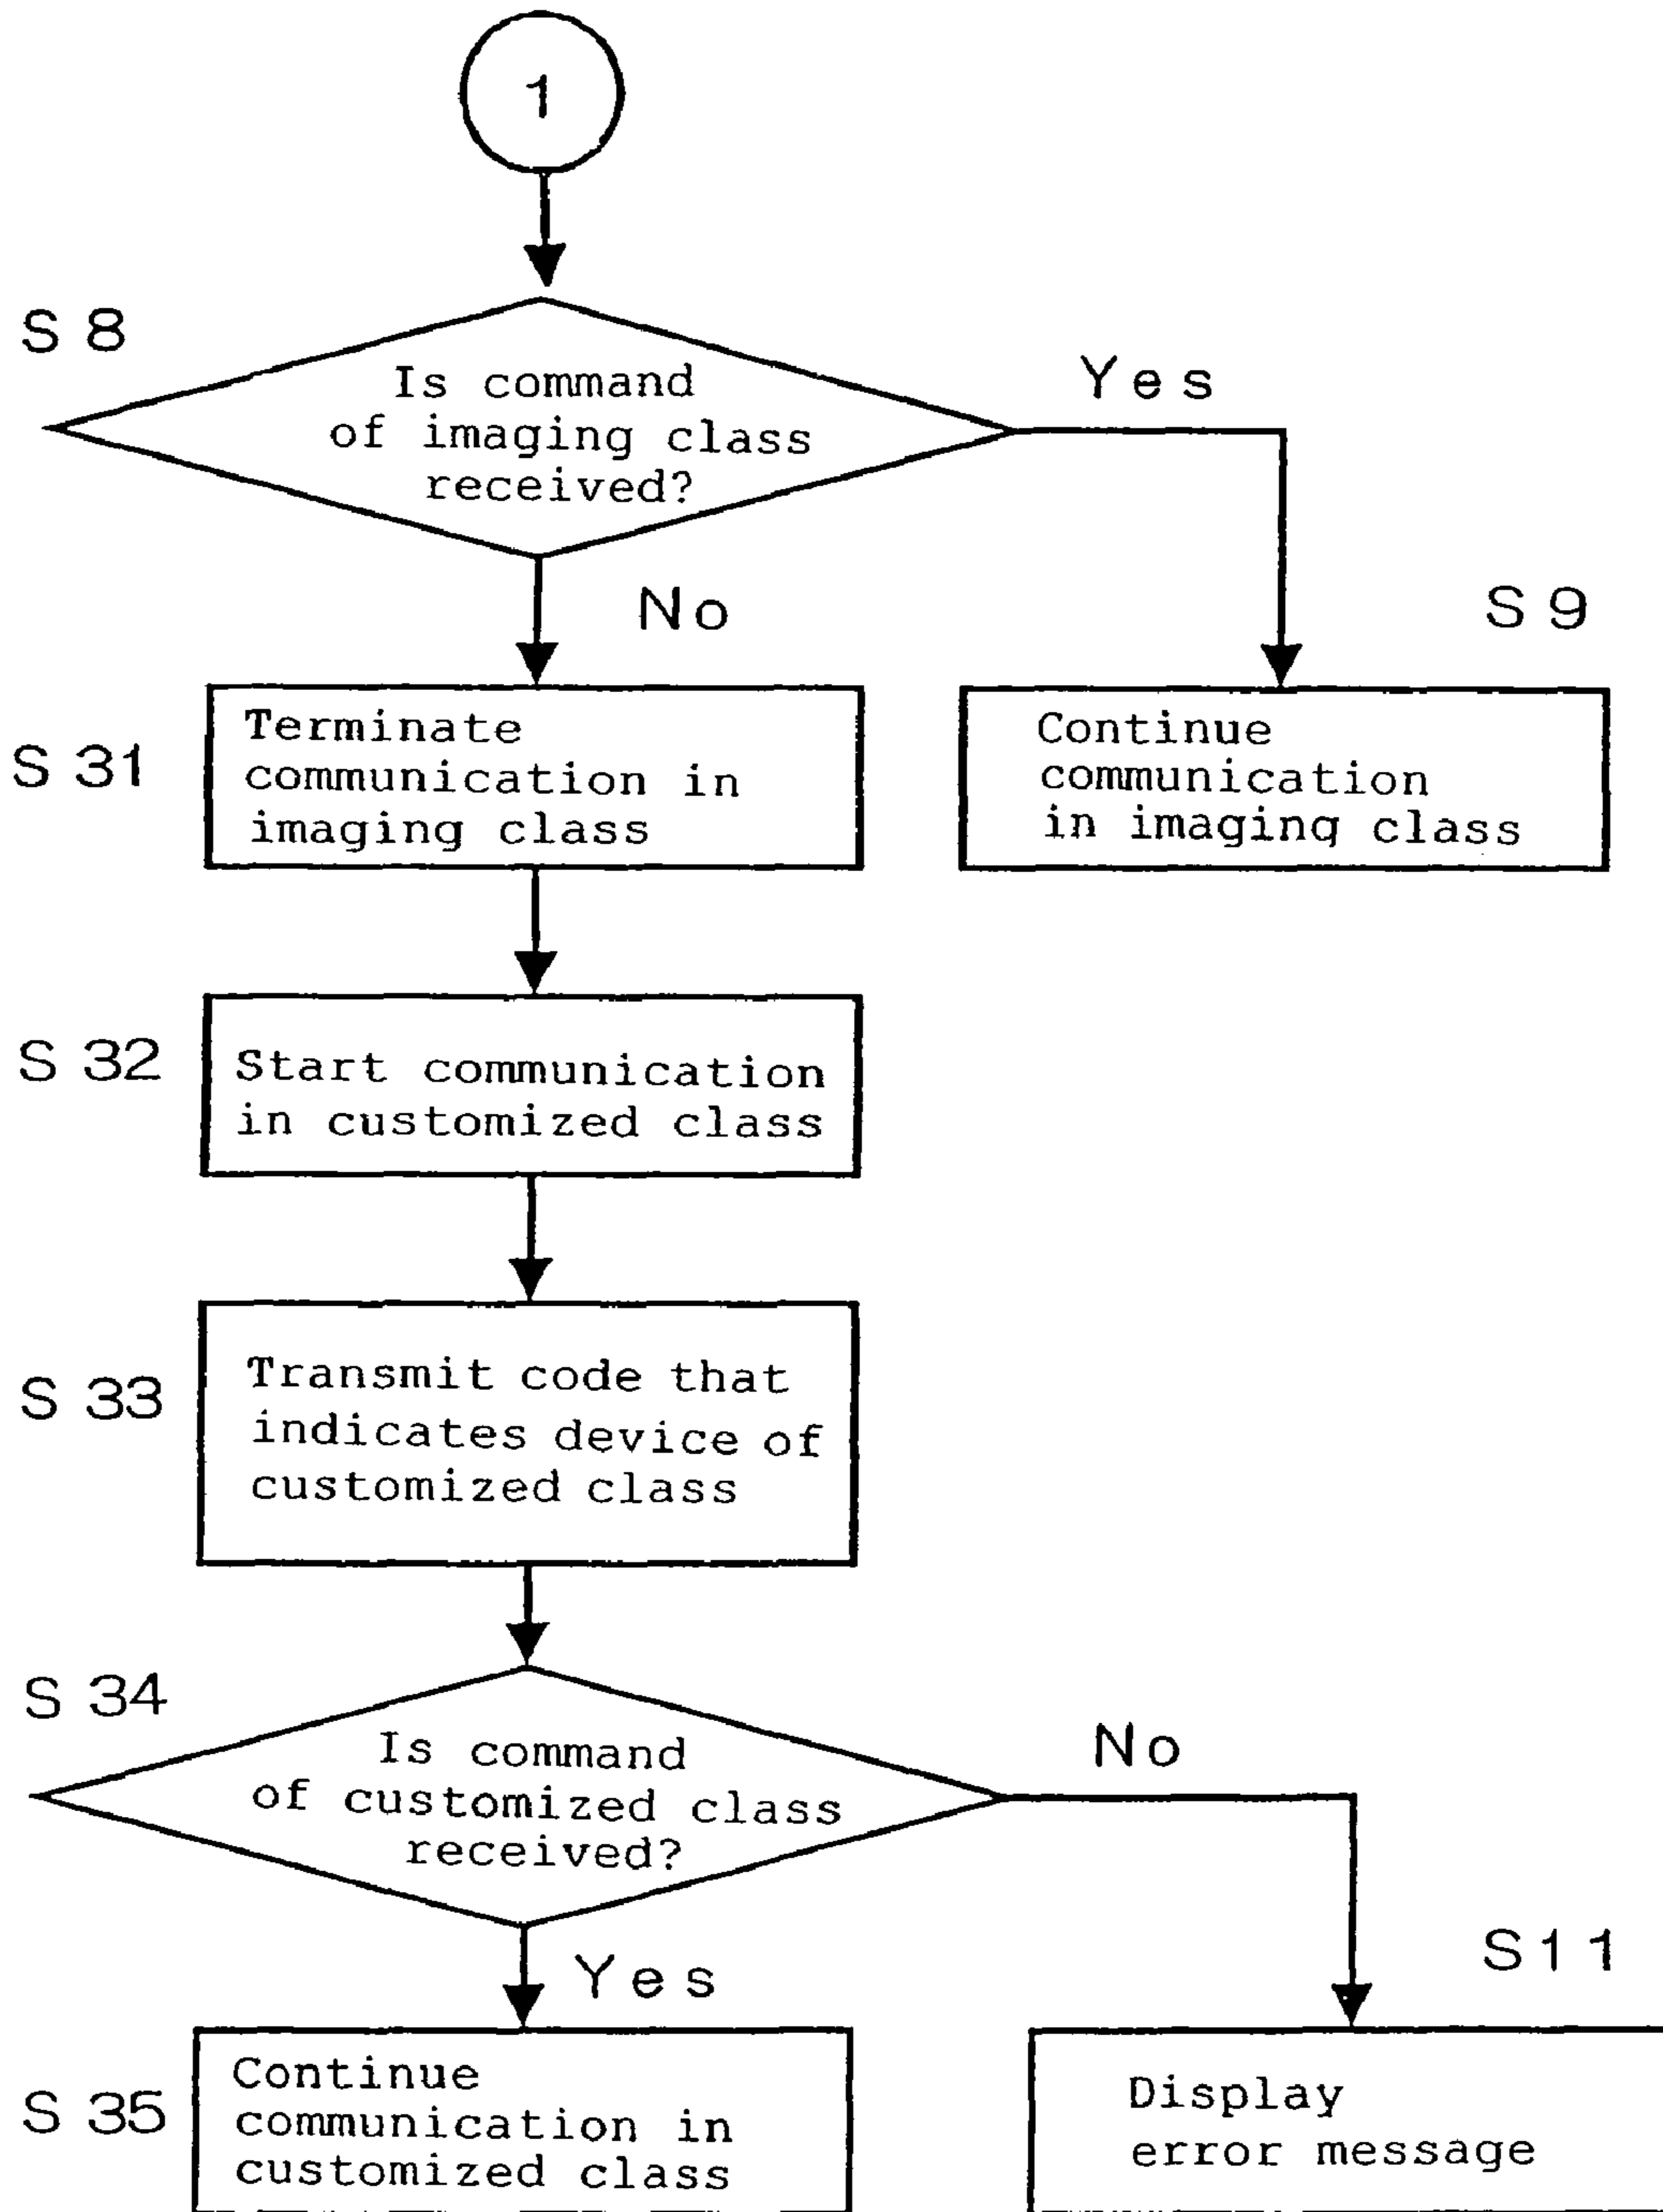 1
S 8
Is command
of imaging class
received?
Yes
No
S 9
S 31
Terminate
communication in
imaging class
Continue
communication
in imaging class
S 32
Start communication
in customized class
S 33
Transmit code that
indicates device of
customized class
S 34
Is command
of customized class
received?
No
Yes
S11
S 35
Continue
communication in
customized class
Display
error message